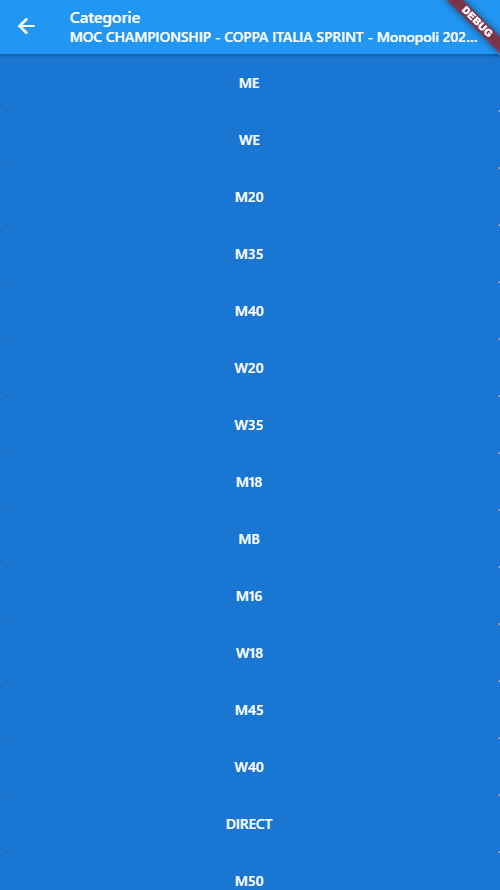 Categorie
MOC CHAMPIONSHIP - COPPA ITALIA SPRINT - Monopoli 202...
DEBUG
ME
WE
M20
M35
M40
W20
W35
M18
MB
M16
W18
M45
W40
DIRECT
M50